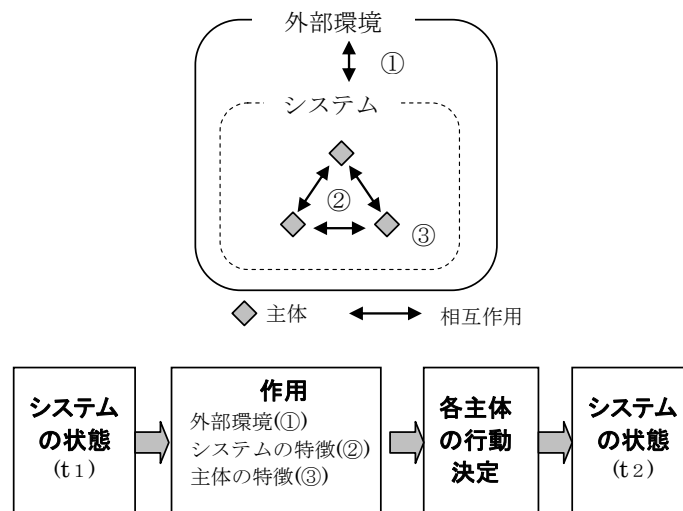 外部環境
①
システム
②
③
主体
相互作用
システム
の状態
(t1)
作用
外部環境(①)
システムの特徴(②)
主体の特徴(③)
各主体
の行動
決定
システム
の状態
(t2)